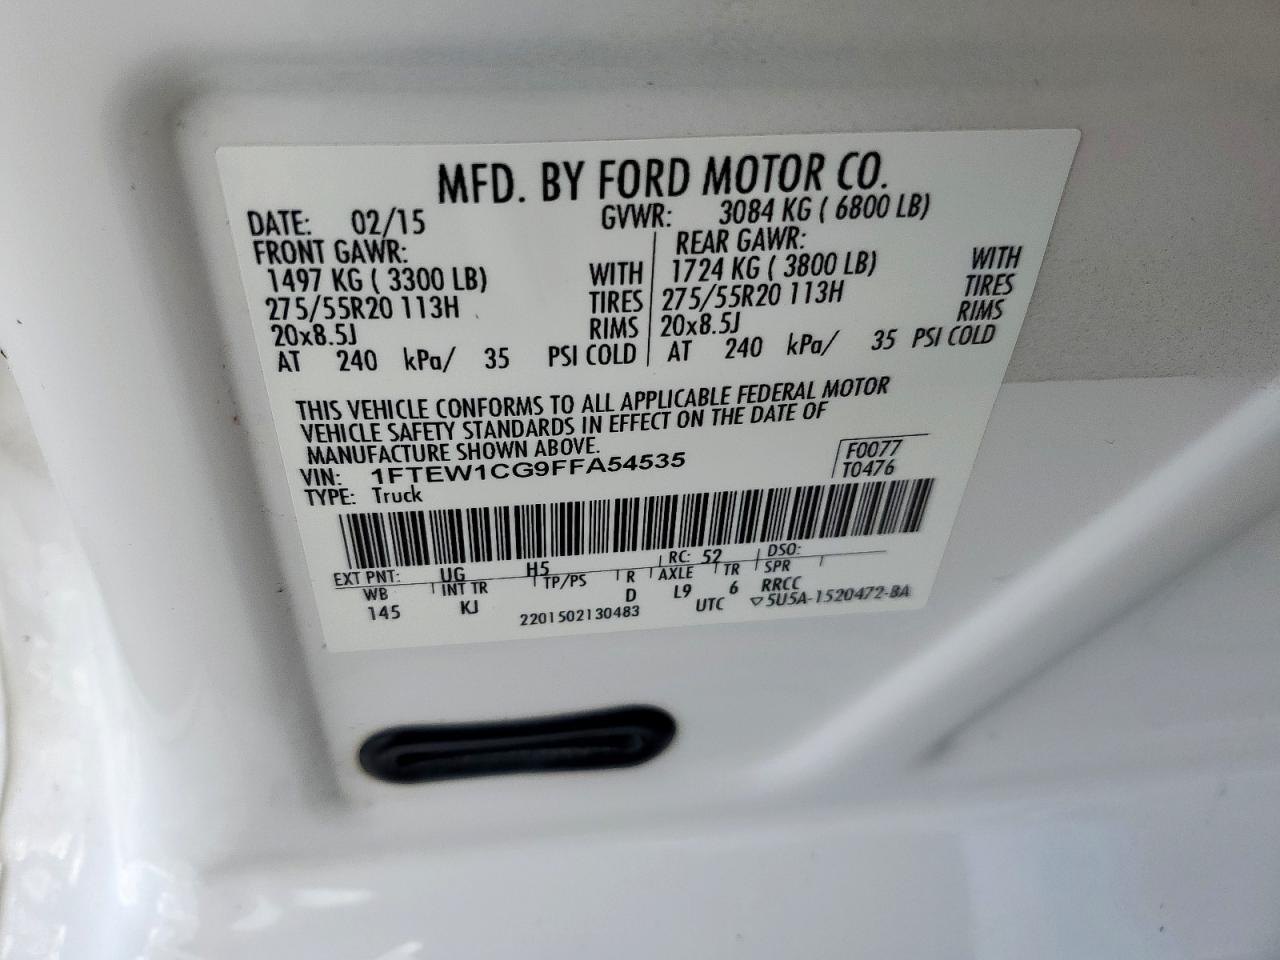 MFD. BY FORD MOTOR CO.
DATE: 02/15 GVWR: 3084 KG ( 6800 LB)
FRONT GAWR: REAR GAWR:
1497 KG ( 3300 LB) WITH 1724 KG ( 3800 LB) WITH
275/55R20 113H TIRES 275/55R20 113H TIRES
20x8.5J RIMS 20x8.5J RIMS
AT 240 kPa/ 35 PSI COLD AT 240 kPa/ 35 PSI COLD
THIS VEHICLE CONFORMS TO ALL APPLICABLE FEDERAL MOTOR
VEHICLE SAFETY STANDARDS IN EFFECT ON THE DATE OF
MANUFACTURE SHOWN ABOVE.
VIN: 1FTEW1CG9FFA54535 F0077
TYPE: Truck T0476
EXT PNT: UG H5 RC: 52 DSO:
WB INT TR TP/PS R AXLE TR SPR
145 KJ D L9 6 RRCC
2201502130483 UTC ▽5U5A-1520472-BA